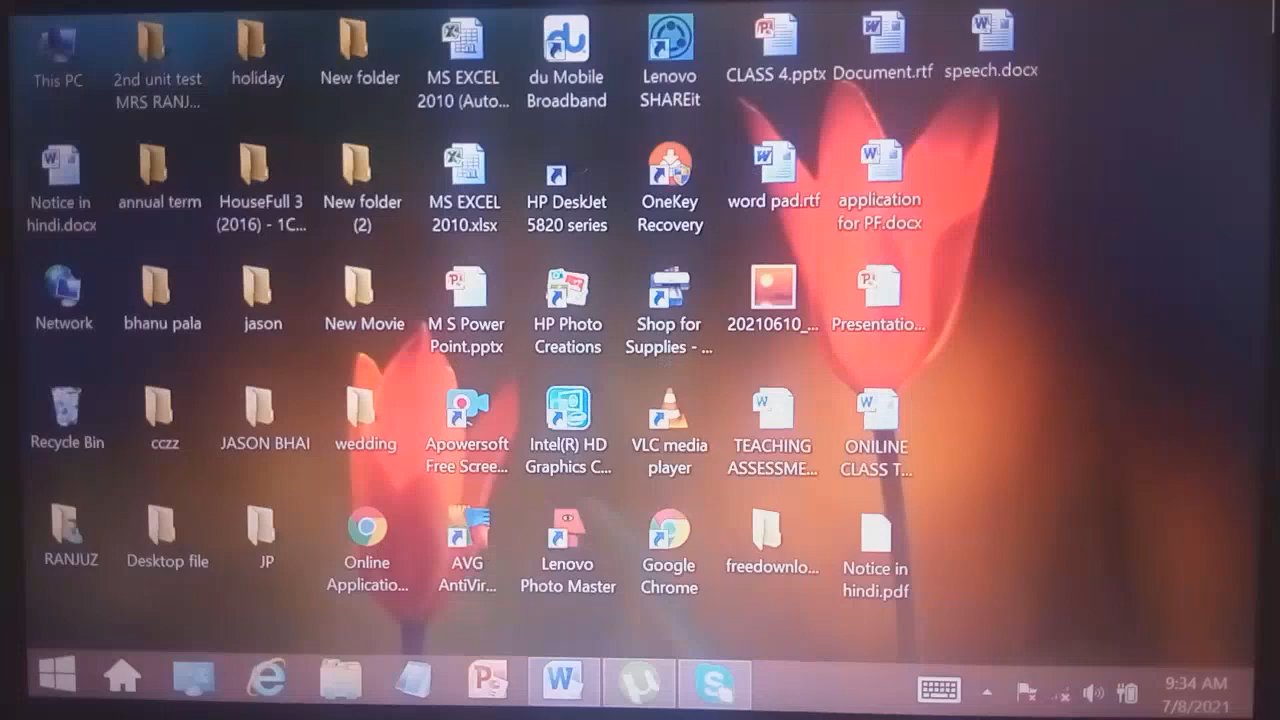 This PC
2nd unit test
MRS RANJ...
holiday
New folder
MS EXCEL
2010 (Auto...
du Mobile
Broadband
Lenovo
SHAREit
CLASS 4.pptx
Document.rtf
speech.docx
Notice in
hindi.docx
annual term
HouseFull 3
(2016) - 1C...
New folder
(2)
MS EXCEL
2010.xlsx
HP DeskJet
5820 series
OneKey
Recovery
word pad.rtf
application
for PF.docx
Network
bhanu pala
jason
New Movie
M S Power
Point.pptx
HP Photo
Creations
Shop for
Supplies - ...
20210610_...
Presentatio...
Recycle Bin
cczz
JASON BHAI
wedding
Apowersoft
Free Scree...
Intel(R) HD
Graphics C...
VLC media
player
TEACHING
ASSESSME...
ONILINE
CLASS T...
RANJUZ
Desktop file
JP
Online
Applicatio...
AVG
AntiVir...
Lenovo
Photo Master
Google
Chrome
freedownlo...
Notice in
hindi.pdf
9:34 AM
7/8/2021